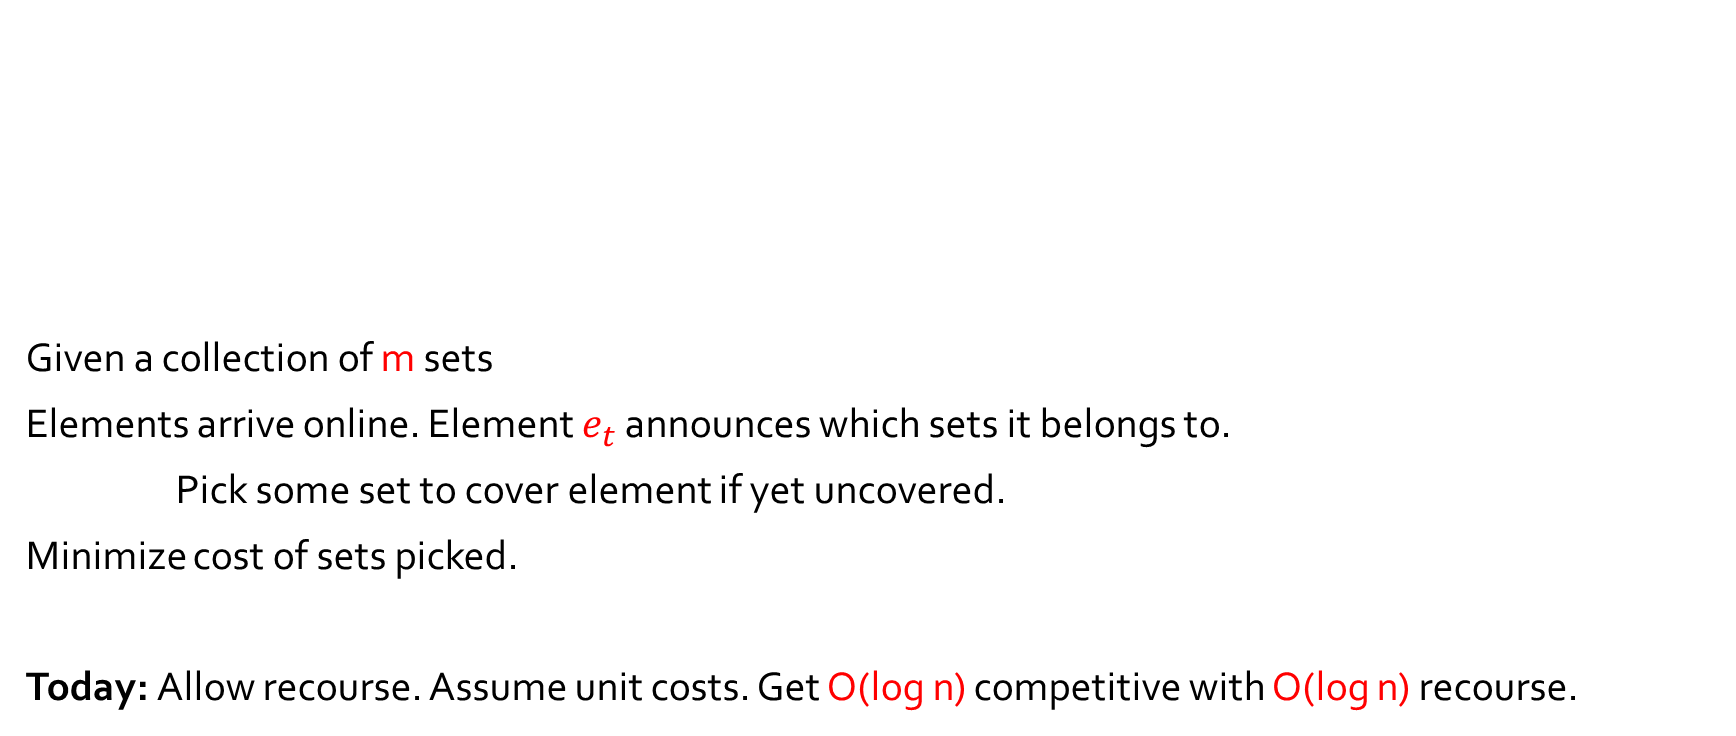 Given a collection of m sets
Elements arrive online. Element e_t announces which sets it belongs to.
Pick some set to cover element if yet uncovered.
Minimize cost of sets picked.
Today: Allow recourse. Assume unit costs. Get O(log n) competitive with O(log n) recourse.